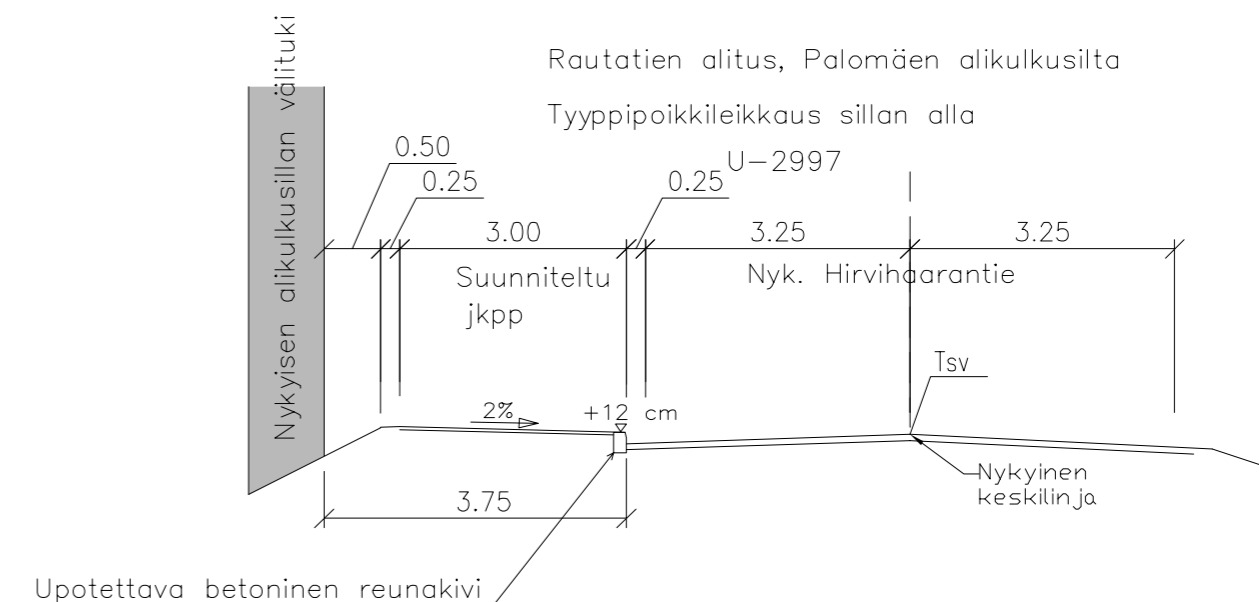 Rautatien alitus, Palomäen alikulkusilta
Tyyppipoikkileikkaus sillan alla
U-2997
Nykyisen alikulkusillan välituki
0.50
0.25
0.25
3.00
3.25
3.25
Suunniteltu
jkpp
Nyk. Hirvihaarantie
Tsv
2%
+12 cm
Nykyinen
keskilinja
3.75
Upotettava betoninen reunakivi